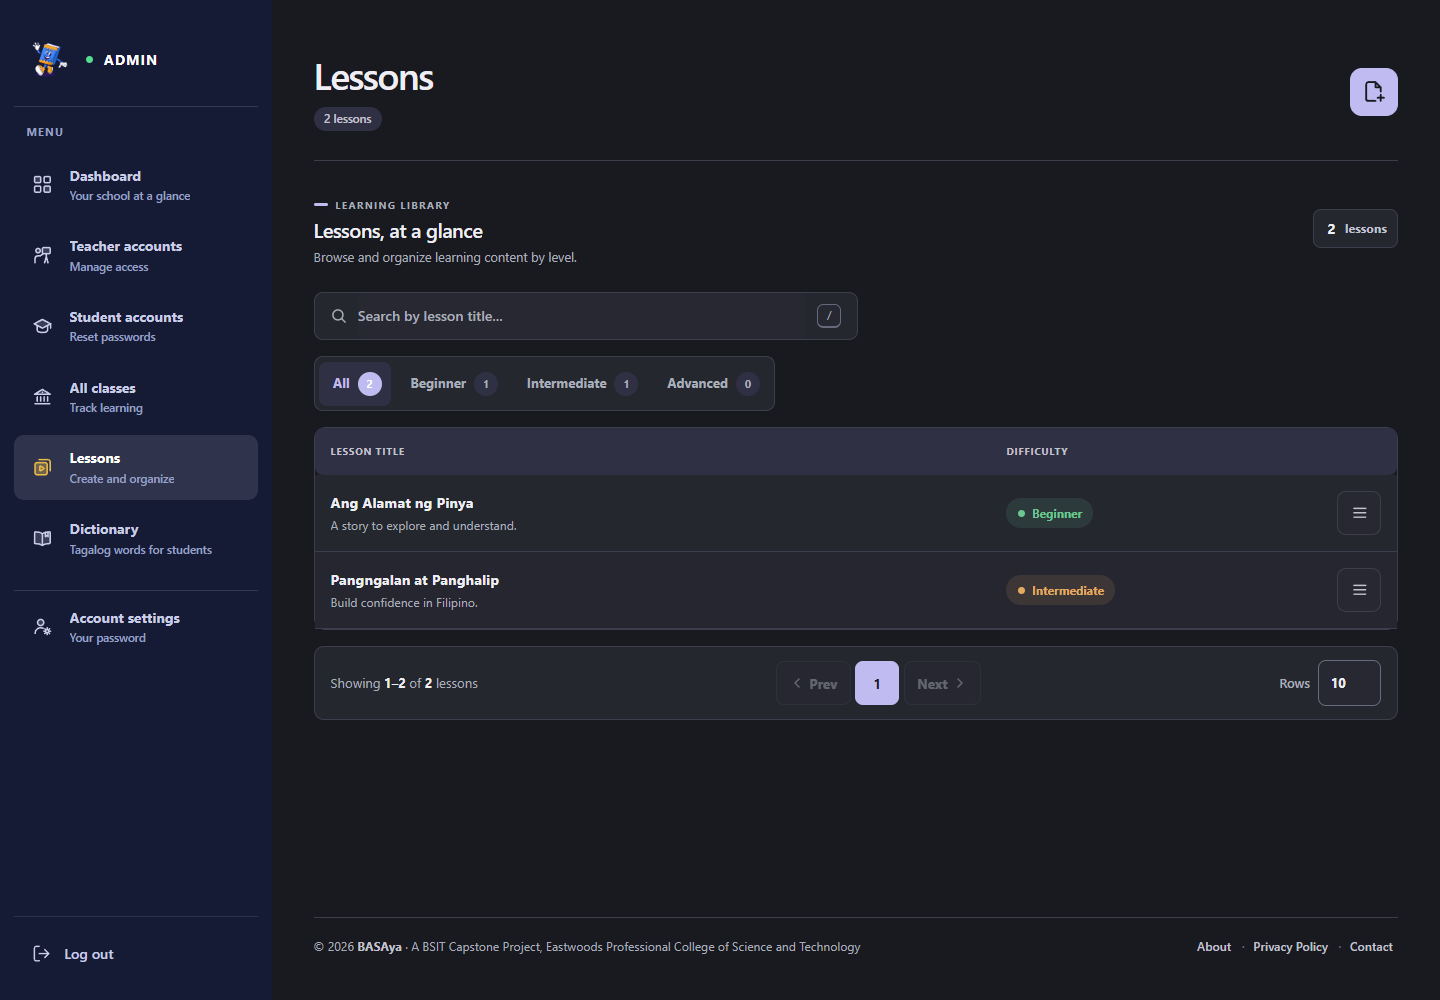 ADMIN
MENU
Dashboard
Your school at a glance
Teacher accounts
Manage access
Student accounts
Reset passwords
All classes
Track learning
Lessons
Create and organize
Dictionary
Tagalog words for students
Account settings
Your password
Log out
Lessons
2 lessons
LEARNING LIBRARY
Lessons, at a glance
Browse and organize learning content by level.
2 lessons
Search by lesson title...
/
All 2 Beginner 1 Intermediate 1 Advanced 0
LESSON TITLE DIFFICULTY
Ang Alamat ng Pinya
A story to explore and understand.
Beginner
Pangngalan at Panghalip
Build confidence in Filipino.
Intermediate
Showing 1–2 of 2 lessons
Prev 1 Next
Rows 10
© 2026 BASAya · A BSIT Capstone Project, Eastwoods Professional College of Science and Technology
About · Privacy Policy · Contact